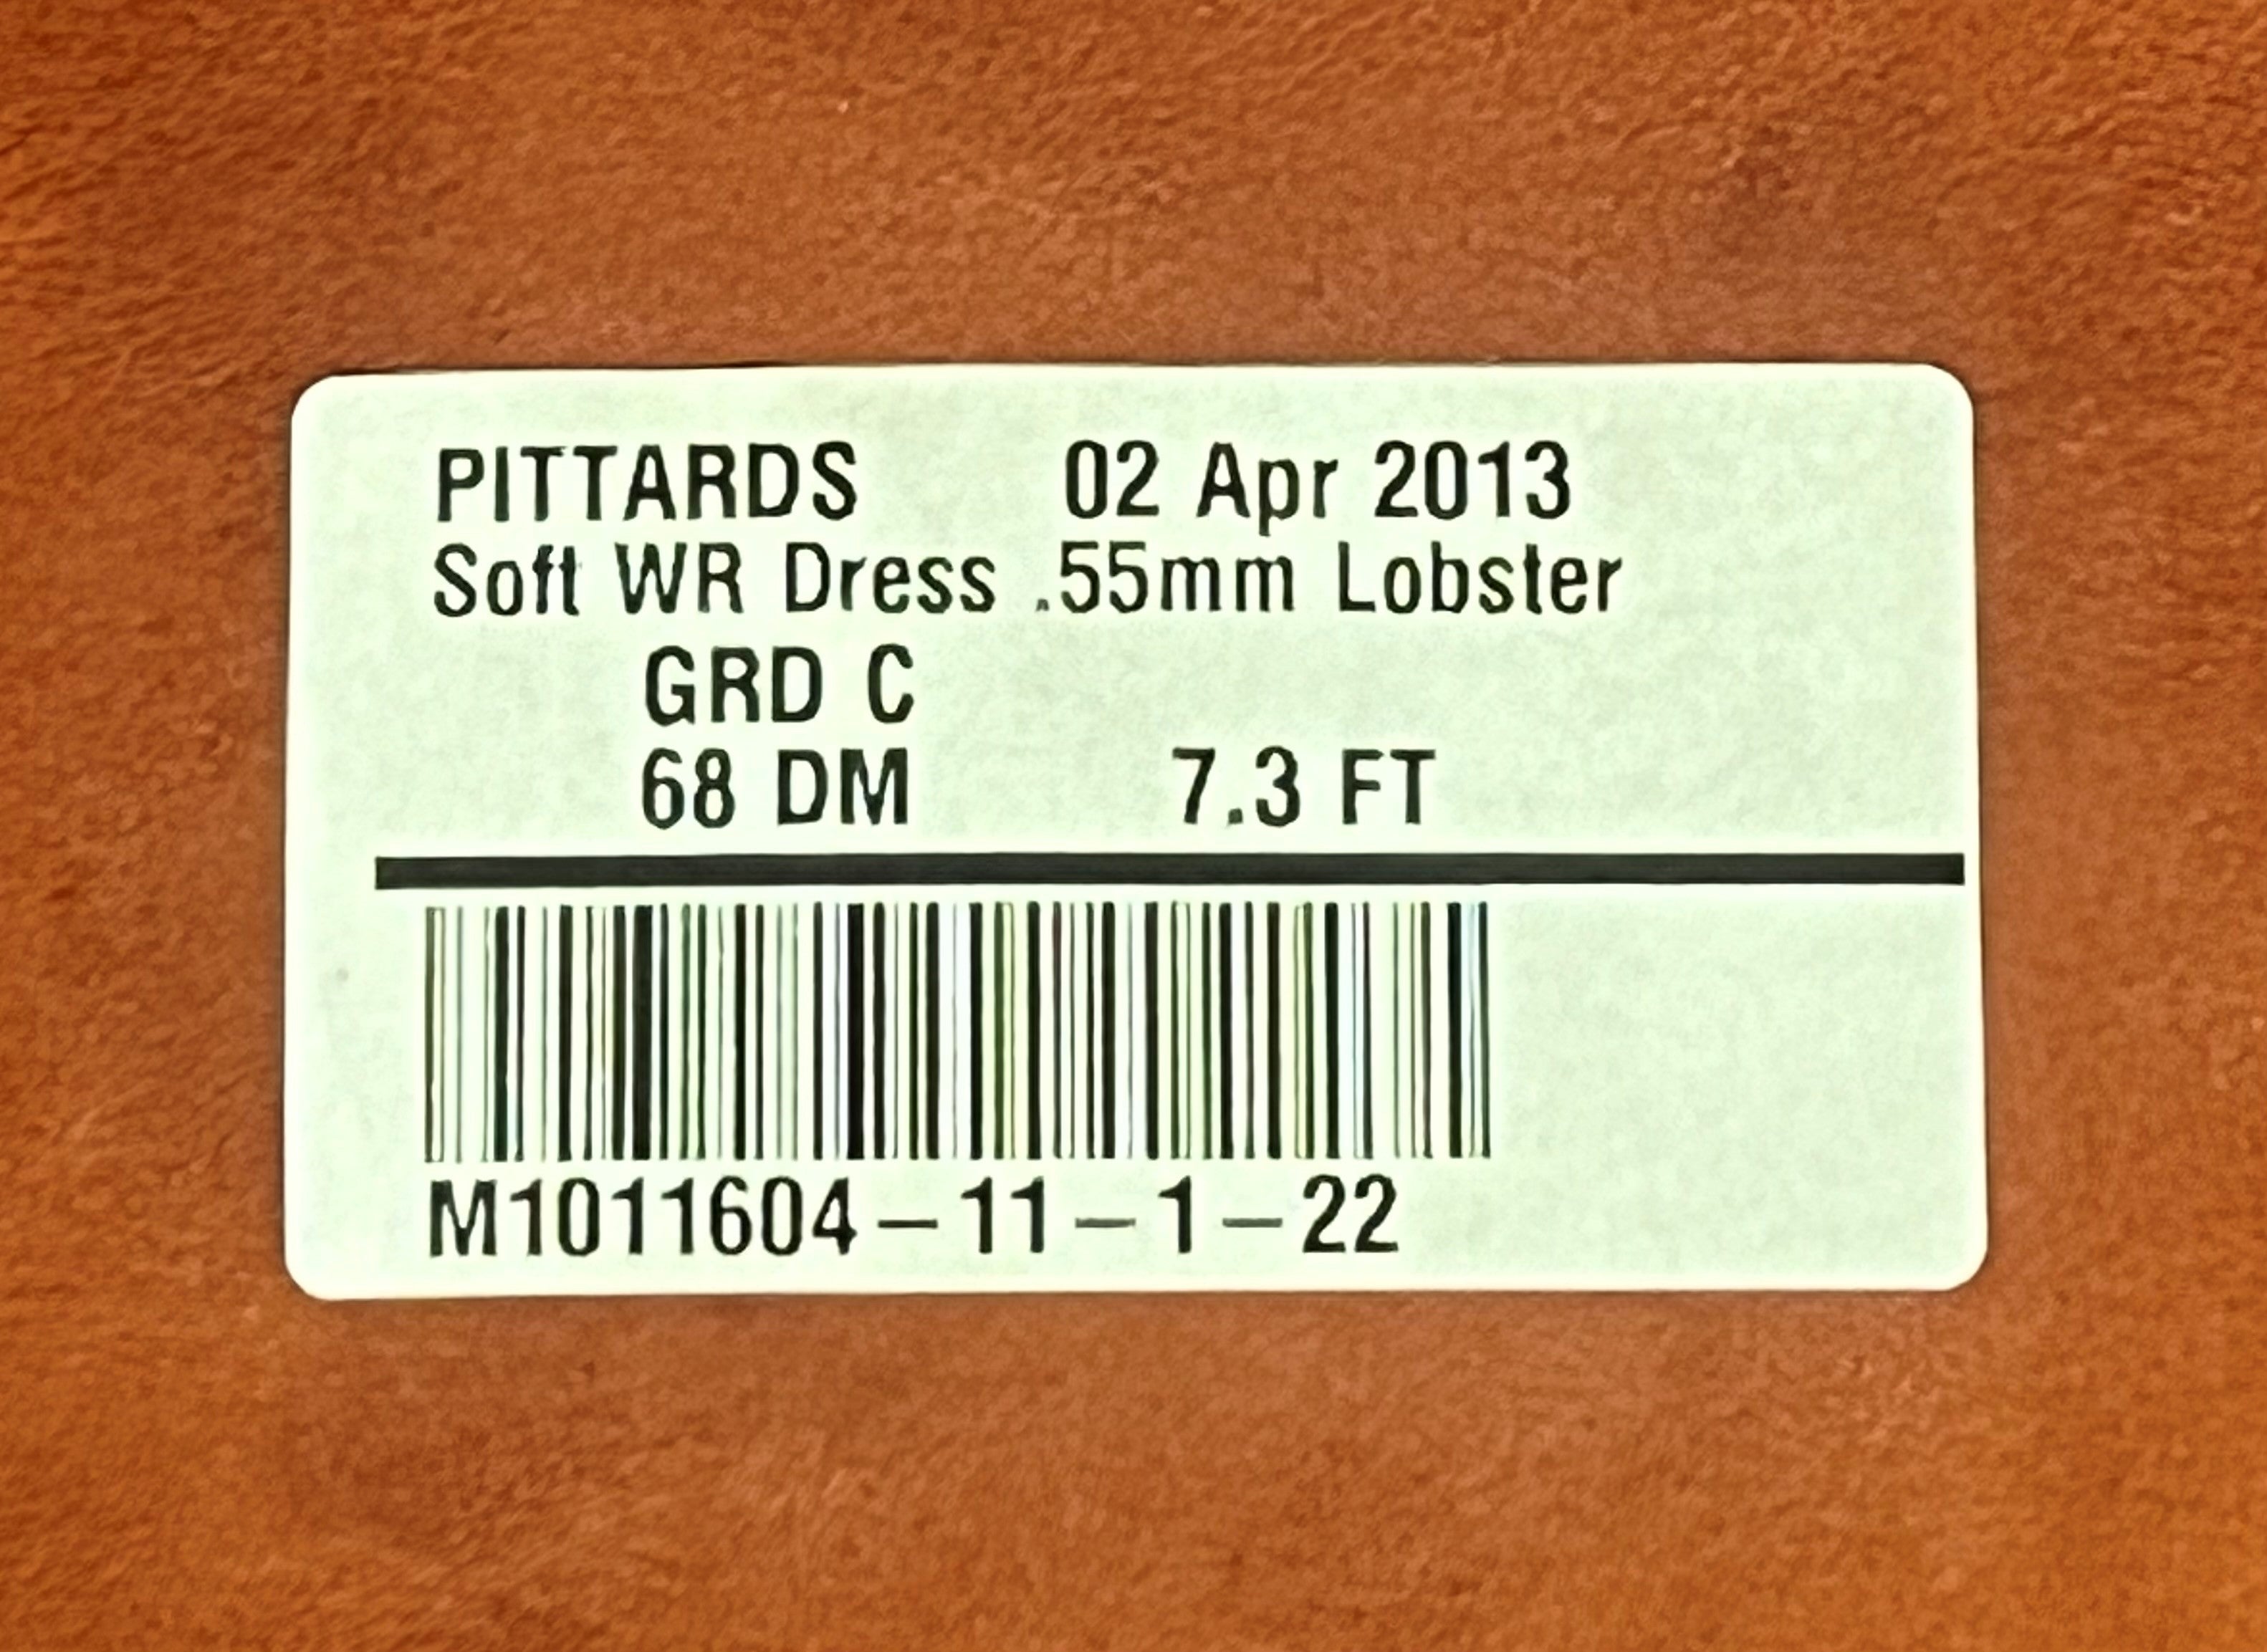 PITTARDS 02 Apr 2013
Soft WR Dress .55mm Lobster
GRD C
68 DM 7.3 FT
M1011604-11-1-22